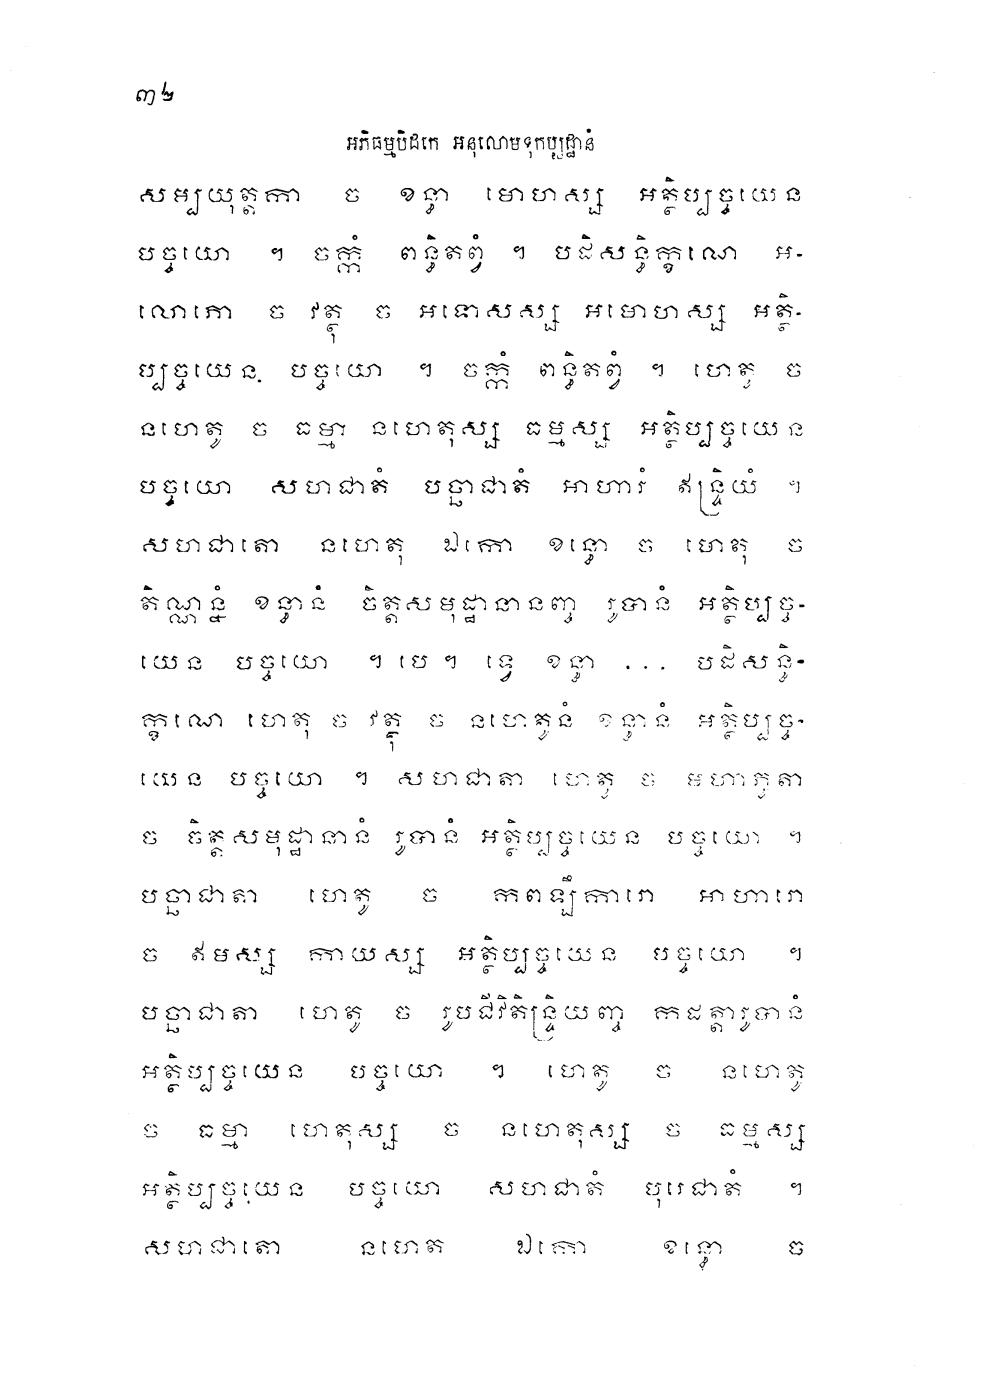 ៣២
អភិធម្មបិដកេ អនុលោមទុកប្បដ្ឋានំ
សម្បយុត្តកា ច ខន្ធា មោហស្ស អត្ថិប្បច្ចយេន
បច្ចយោ ។ ចក្កំ ពន្ធិតព្វំ ។ បដិសន្ធិក្ខណេ អ-
លោភោ ច វត្ថុ ច អទោសស្ស អមោហស្ស អត្ថិ-
ប្បច្ចយេន បច្ចយោ ។ ចក្កំ ពន្ធិតព្វំ ។ ហេតូ ច
នហេតូ ច ធម្មា នហេតុស្ស ធម្មស្ស អត្ថិប្បច្ចយេន
បច្ចយោ សហជាតំ បច្ឆាជាតំ អាហារំ ឥន្ទ្រិយំ ។
សហជាតោ នហេតុ ឯកោ ខន្ធោ ច ហេតុ ច
តិណ្ណន្នំ ខន្ធានំ ចិត្តសមុដ្ឋានានញ្ច រូបានំ អត្ថិប្បច្ច-
យេន បច្ចយោ ។ បេ ។ ទ្វេ ខន្ធា ... បដិសន្ធិ-
ក្ខណេ ហេតុ ច វត្ថុ ច នហេតូនំ ខន្ធានំ អត្ថិប្បច្ច-
យេន បច្ចយោ ។ សហជាតា ហេតូ ច មហាភូតា
ច ចិត្តសមុដ្ឋានានំ រូបានំ អត្ថិប្បច្ចយេន បច្ចយោ ។
បច្ឆាជាតា ហេតូ ច កពឡីការោ អាហារោ
ច ឥមស្ស កាយស្ស អត្ថិប្បច្ចយេន បច្ចយោ ។
បច្ឆាជាតា ហេតូ ច រូបជីវិតិន្ទ្រិយញ្ច កដត្តារូបានំ
អត្ថិប្បច្ចយេន បច្ចយោ ។ ហេតូ ច នហេតូ
ច ធម្មា ហេតុស្ស ច នហេតុស្ស ច ធម្មស្ស
អត្ថិប្បច្ចយេន បច្ចយោ សហជាតំ បុរេជាតំ ។
សហជាតោ នហេត ឯកោ ខន្ធោ ច